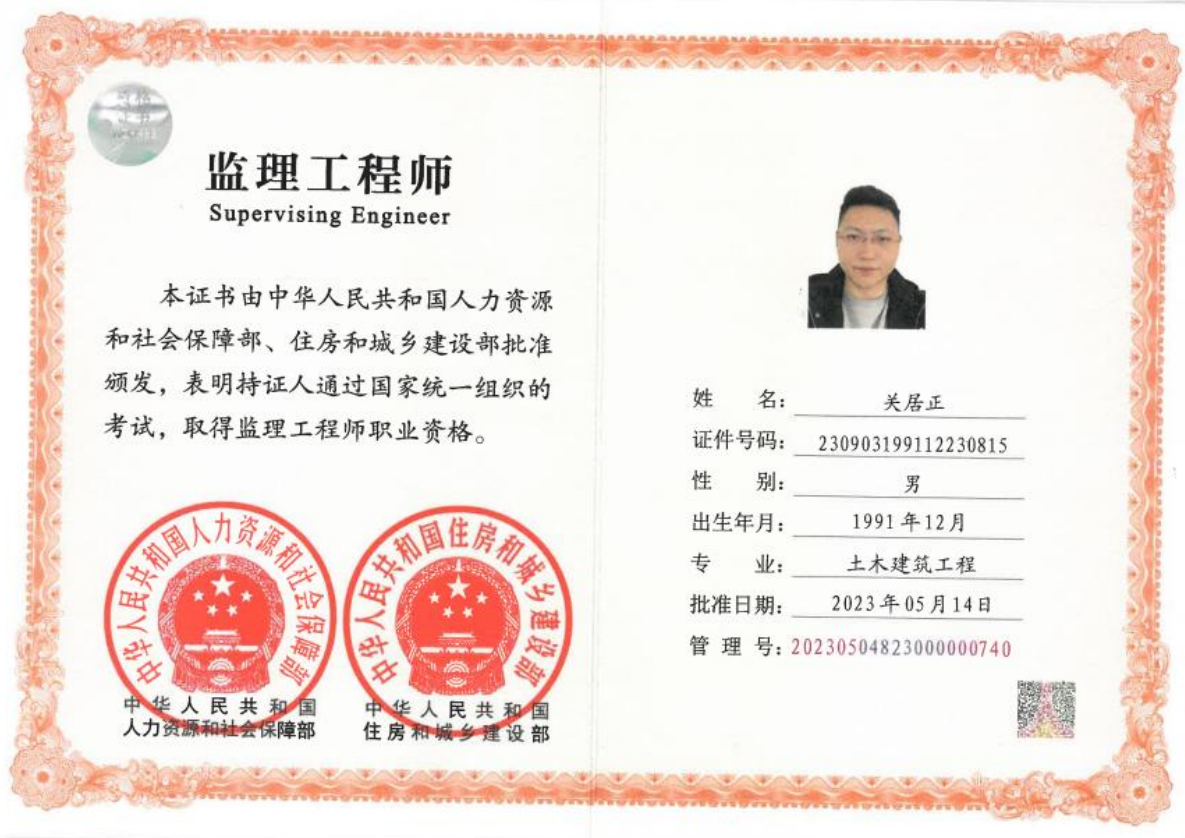 监理工程师
Supervising Engineer
本证书由中华人民共和国人力资源
和社会保障部、住房和城乡建设部批准
颁发，表明持证人通过国家统一组织的
考试，取得监理工程师职业资格。
中华人民共和国人力资源和社会保障部
中华人民共和国
人力资源和社会保障部
中华人民共和国住房和城乡建设部
中华人民共和国
住房和城乡建设部
姓 名：关居正
证件号码：230903199112230815
性 别：男
出生年月：1991年12月
专 业：土木建筑工程
批准日期：2023年05月14日
管 理 号：20230504823000000740